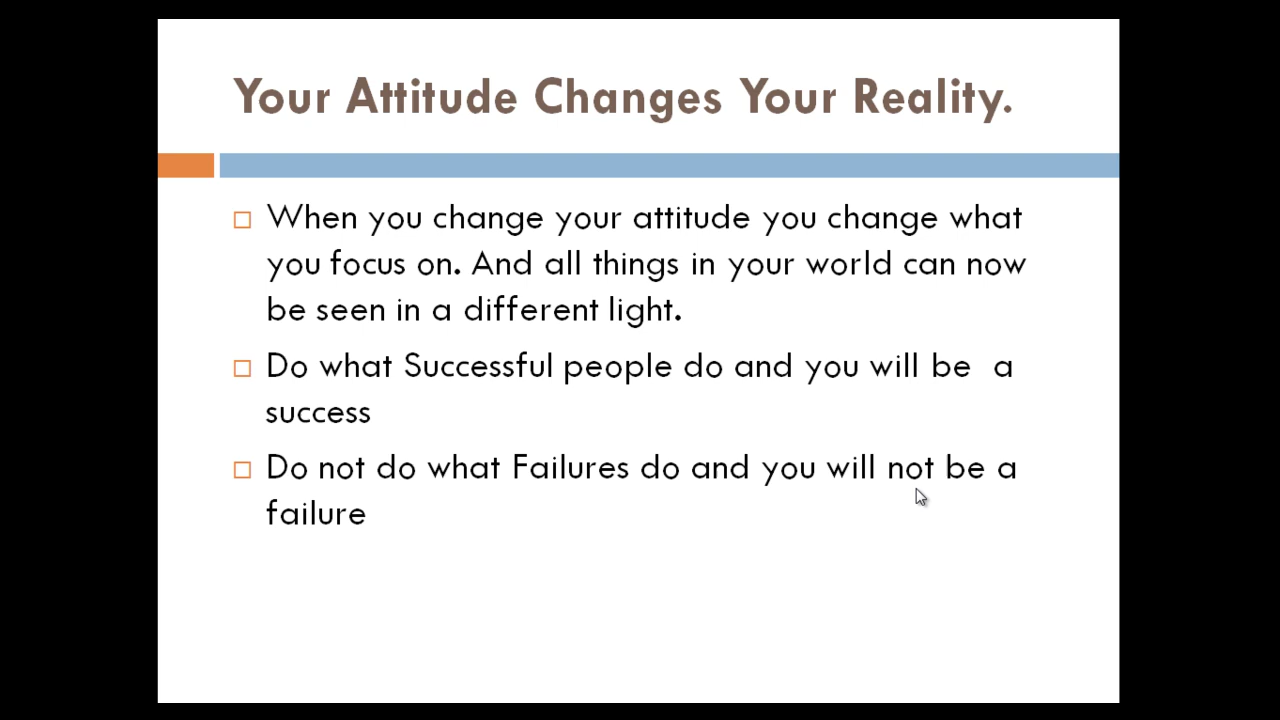 Your Attitude Changes Your Reality.
When you change your attitude you change what
you focus on. And all things in your world can now
be seen in a different light.
Do what Successful people do and you will be  a
success
Do not do what Failures do and you will not be a
failure